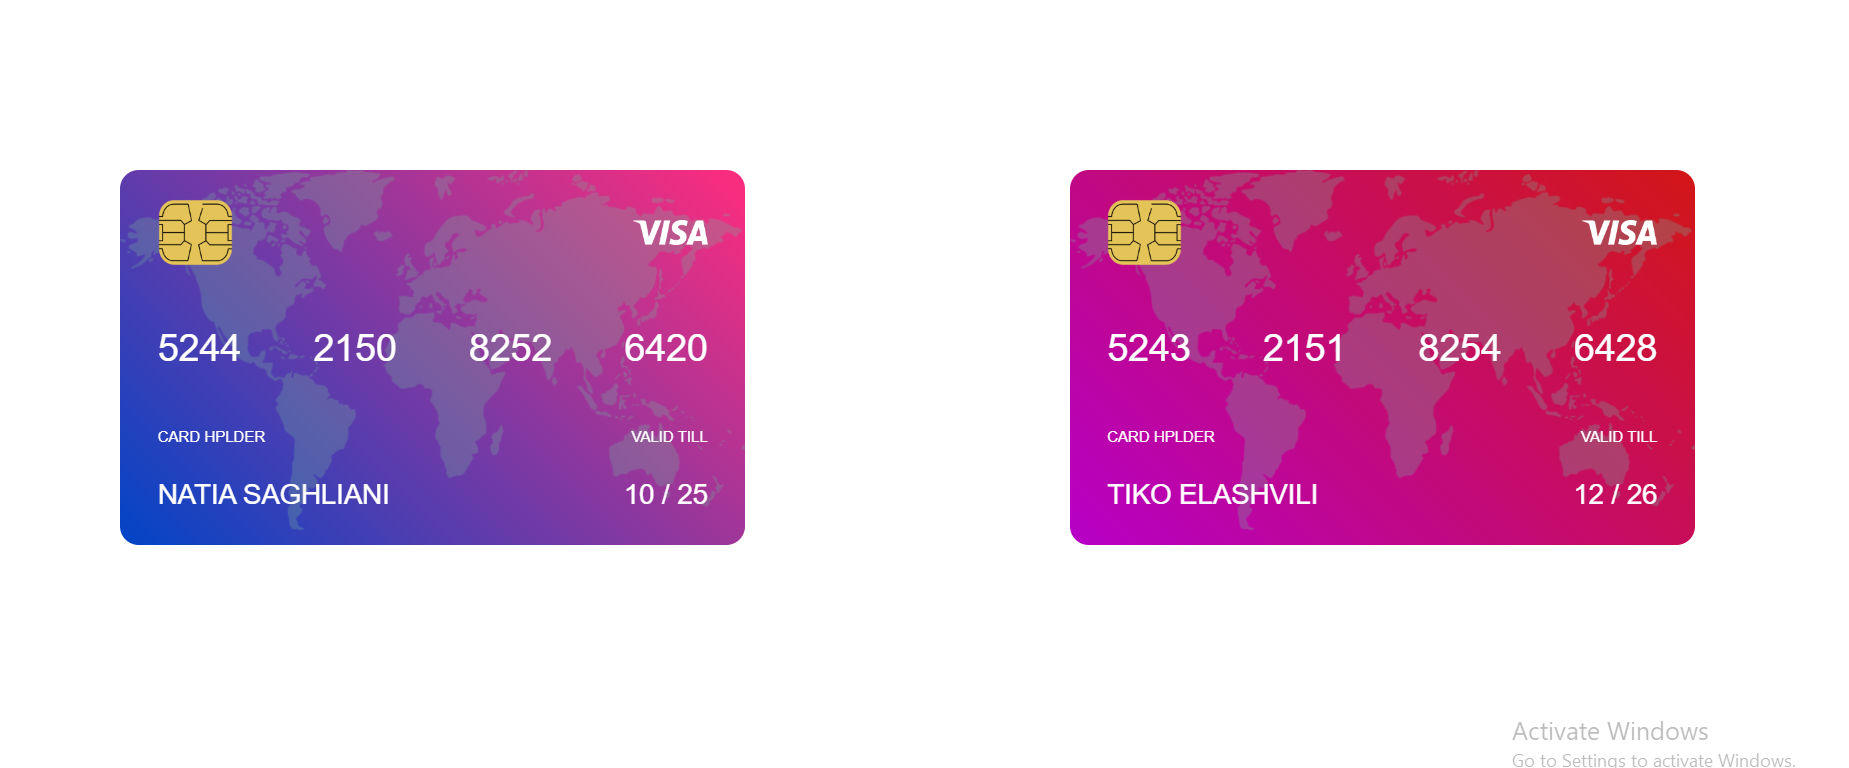 VISA
5244 2150 8252 6420
CARD HPLDER VALID TILL
NATIA SAGHLIANI 10 / 25
VISA
5243 2151 8254 6428
CARD HPLDER VALID TILL
TIKO ELASHVILI 12 / 26
Activate Windows
Go to Settings to activate Windows.